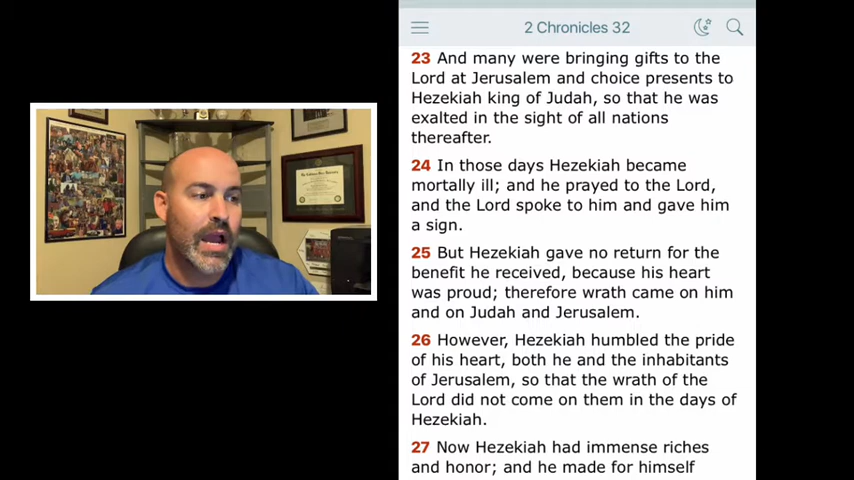 2 Chronicles 32
23 And many were bringing gifts to the
Lord at Jerusalem and choice presents to
Hezekiah king of Judah, so that he was
exalted in the sight of all nations
thereafter.
24 In those days Hezekiah became
mortally ill; and he prayed to the Lord,
and the Lord spoke to him and gave him
a sign.
25 But Hezekiah gave no return for the
benefit he received, because his heart
was proud; therefore wrath came on him
and on Judah and Jerusalem.
26 However, Hezekiah humbled the pride
of his heart, both he and the inhabitants
of Jerusalem, so that the wrath of the
Lord did not come on them in the days of
Hezekiah.
27 Now Hezekiah had immense riches
and honor; and he made for himself